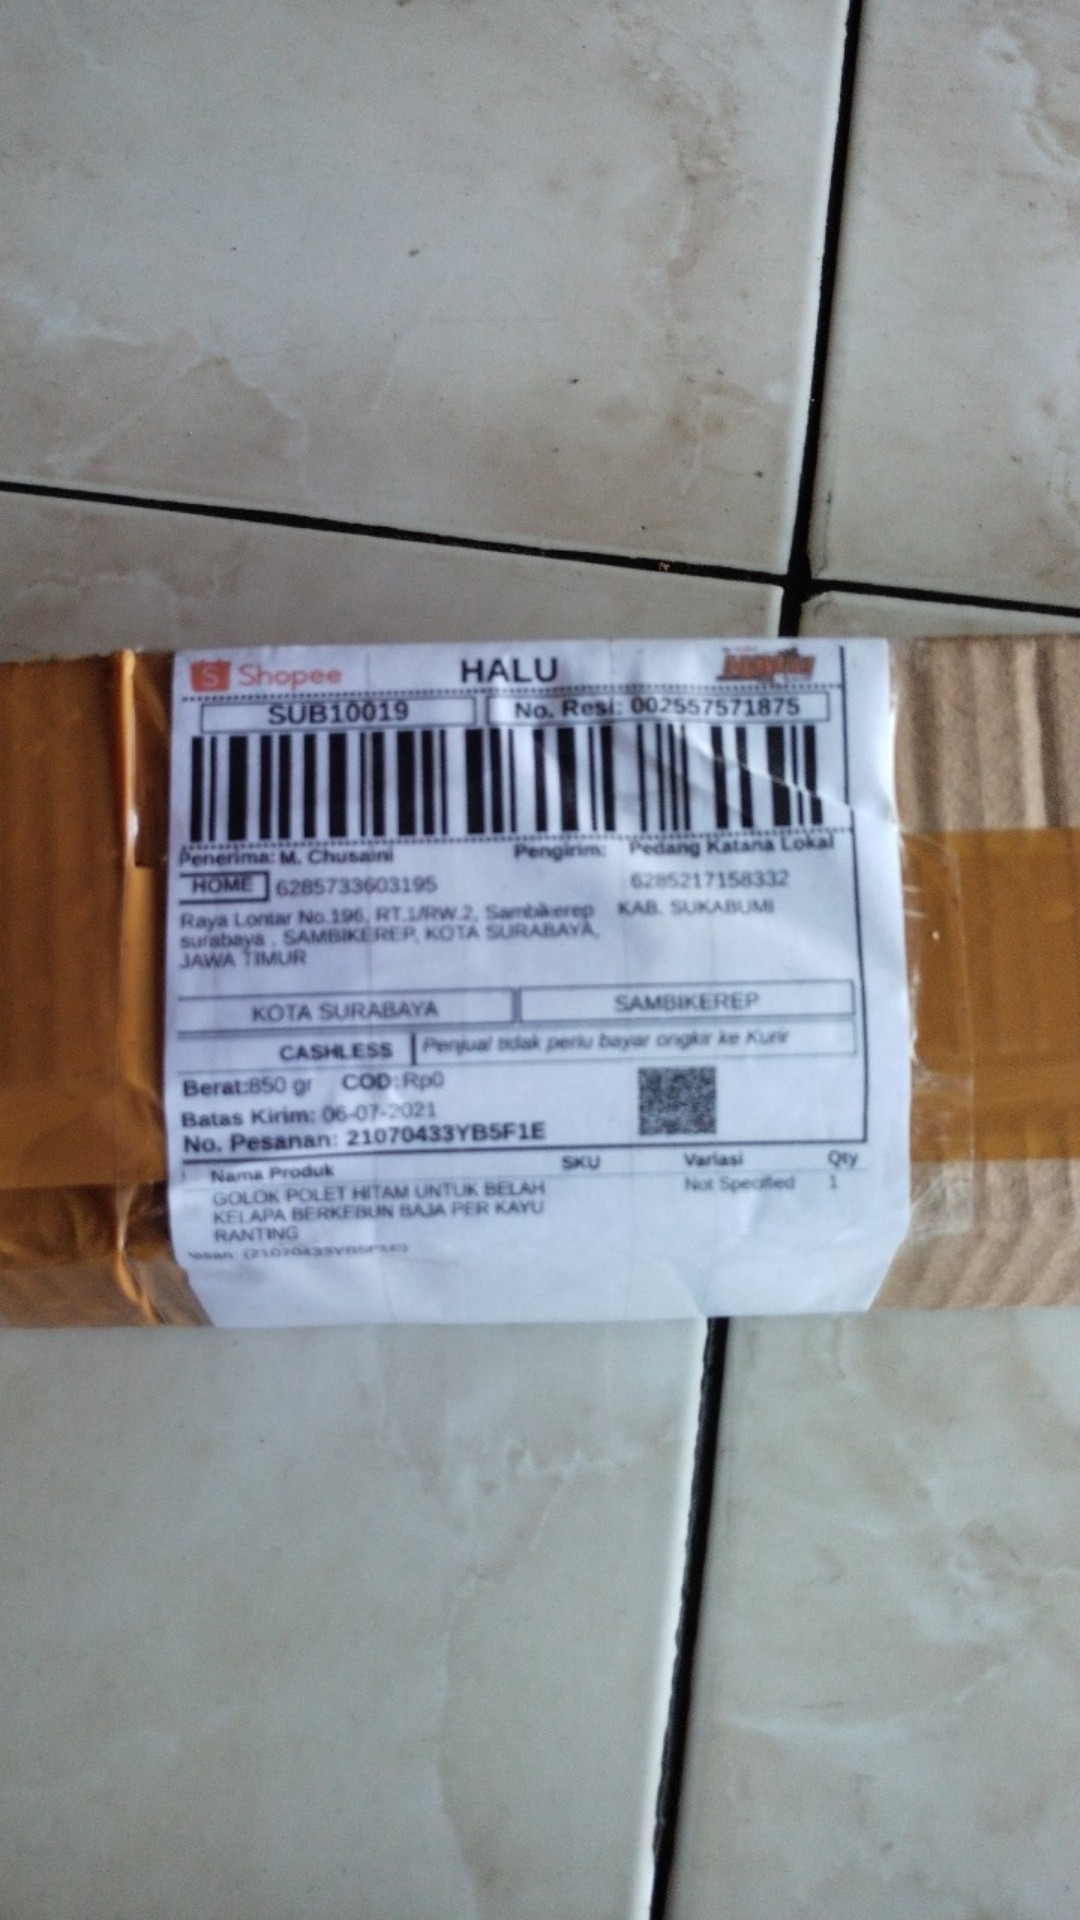 Shopee HALU
SUB10019 No. Resi: 002557571875
Penerima: M. Chusaini Pengirim: Pedang Katana Lokal
HOME 6285733603195 6285217158332
Raya Lontar No.196, RT.1/RW.2, Sambikerep KAB. SUKABUMI
surabaya , SAMBIKEREP, KOTA SURABAYA,
JAWA TIMUR
KOTA SURABAYA SAMBIKEREP
CASHLESS Penjual tidak perlu bayar ongkir ke Kurir
Berat:850 gr COD:Rp0
Batas Kirim: 06-07-2021
No. Pesanan: 21070433YB5F1E
Nama Produk SKU Variasi Qty
GOLOK POLET HITAM UNTUK BELAH Not Specified 1
KELAPA BERKEBUN BAJA PER KAYU
RANTING
(21070433YB5F1E)